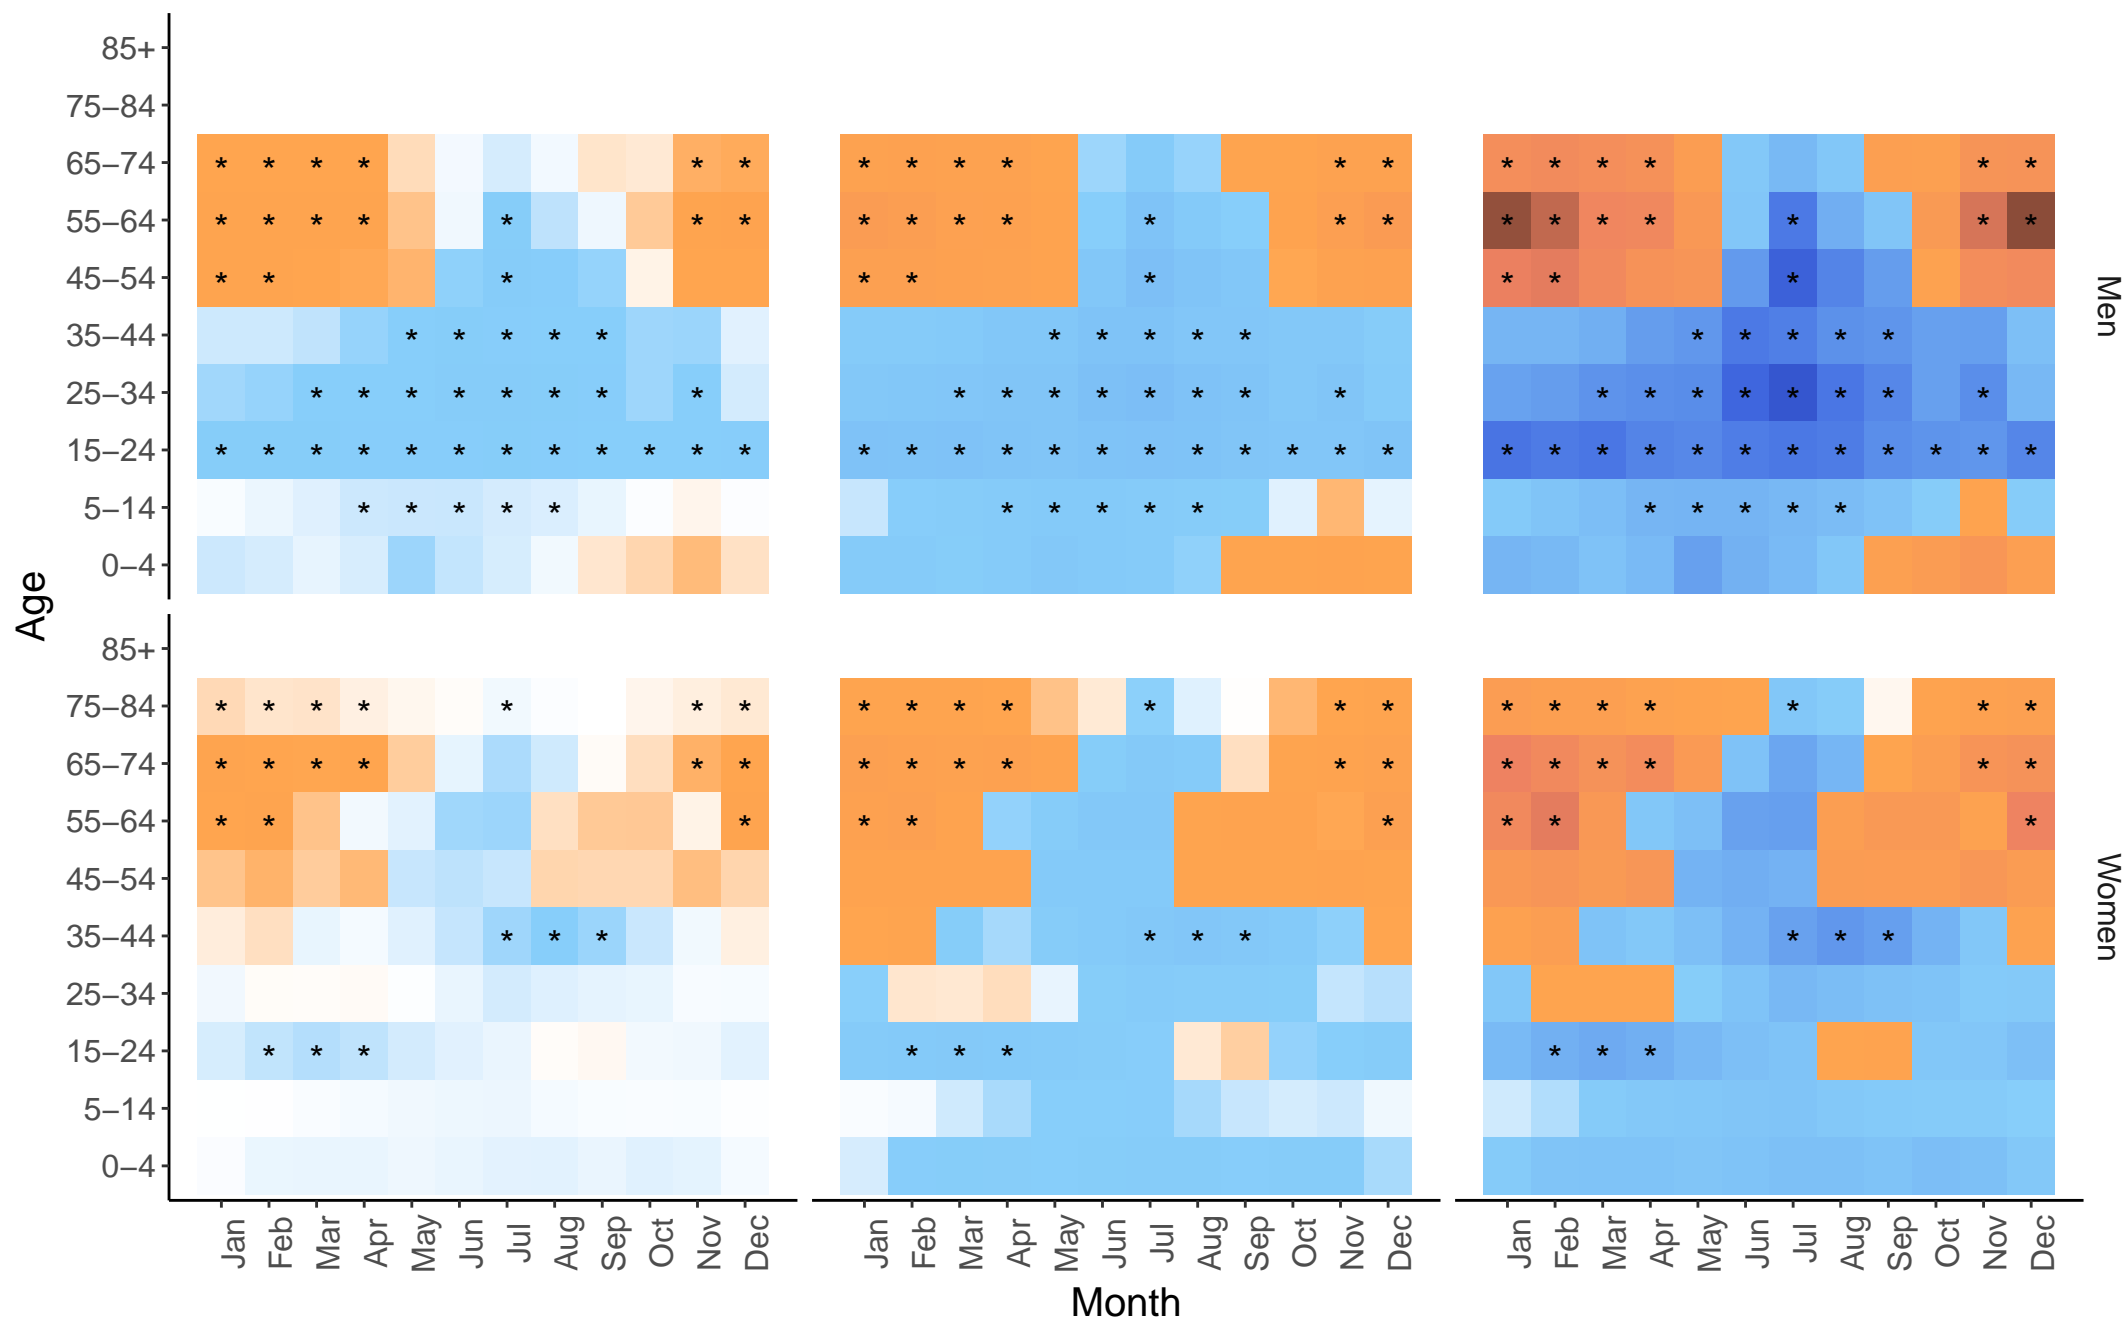 85+
75–84
65–74 * * * * * * * * * * * * * * * * * *
55–64 * * * * * * * * * * * * * * * * * * * * *
45–54 * * * * * * * * *
35–44 * * * * * * * * * * * * * * *
25–34 * * * * * * * * * * * * * * * * * * * * * * * *
15–24 * * * * * * * * * * * * * * * * * * * * * * * * * * * * * * * * * * * *
5–14 * * * * * * * * * * * * * * *
0–4
Men
Age
85+
75–84 * * * * * * * * * * * * * * * * * * * * *
65–74 * * * * * * * * * * * * * * * * * *
55–64 * * * * * * * * *
45–54
35–44 * * * * * * * * *
25–34
15–24 * * * * * * * * *
5–14
0–4
Women
Jan Feb Mar Apr May Jun Jul Aug Sep Oct Nov Dec
Jan Feb Mar Apr May Jun Jul Aug Sep Oct Nov Dec
Jan Feb Mar Apr May Jun Jul Aug Sep Oct Nov Dec
Month